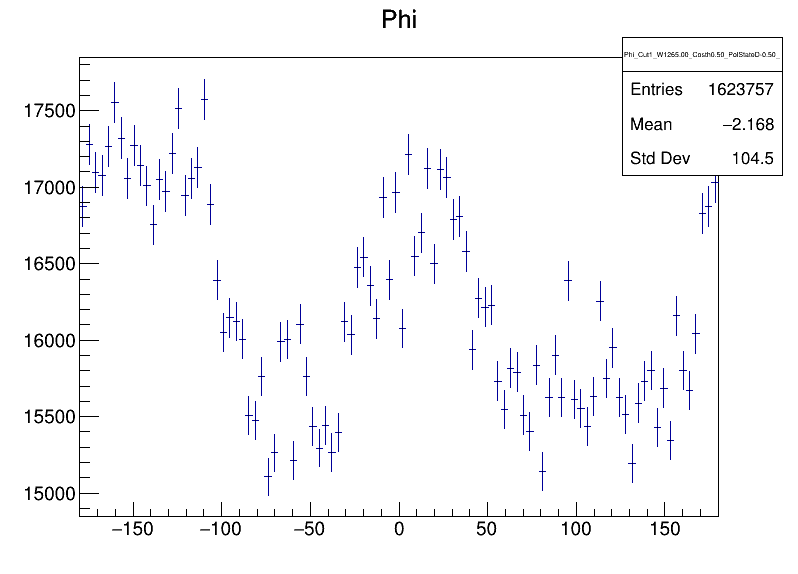 Phi
Phi_Cut1_W1265.00_Costh0.50_PolStateD-0.50_
Entries 1623757
Mean −2.168
Std Dev 104.5
17500
17000
16500
16000
15500
15000
−150 −100 −50 0 50 100 150